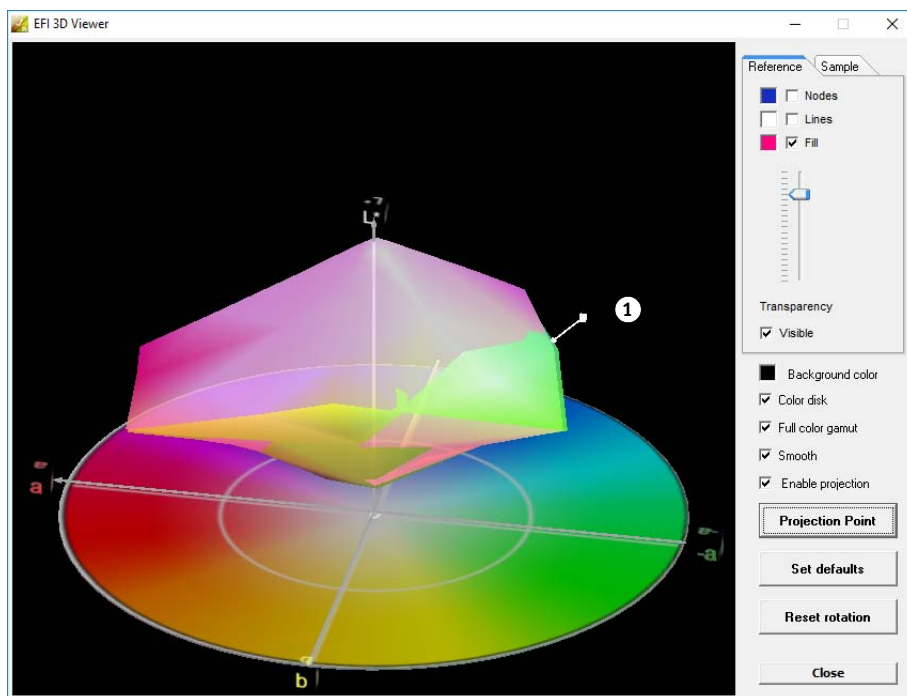 EFI 3D Viewer
Reference
Sample
Nodes
Lines
Fill
Transparency
Visible
Background color
Color disk
Full color gamut
Smooth
Enable projection
Projection Point
Set defaults
Reset rotation
Close
L*
1
a
-a
b